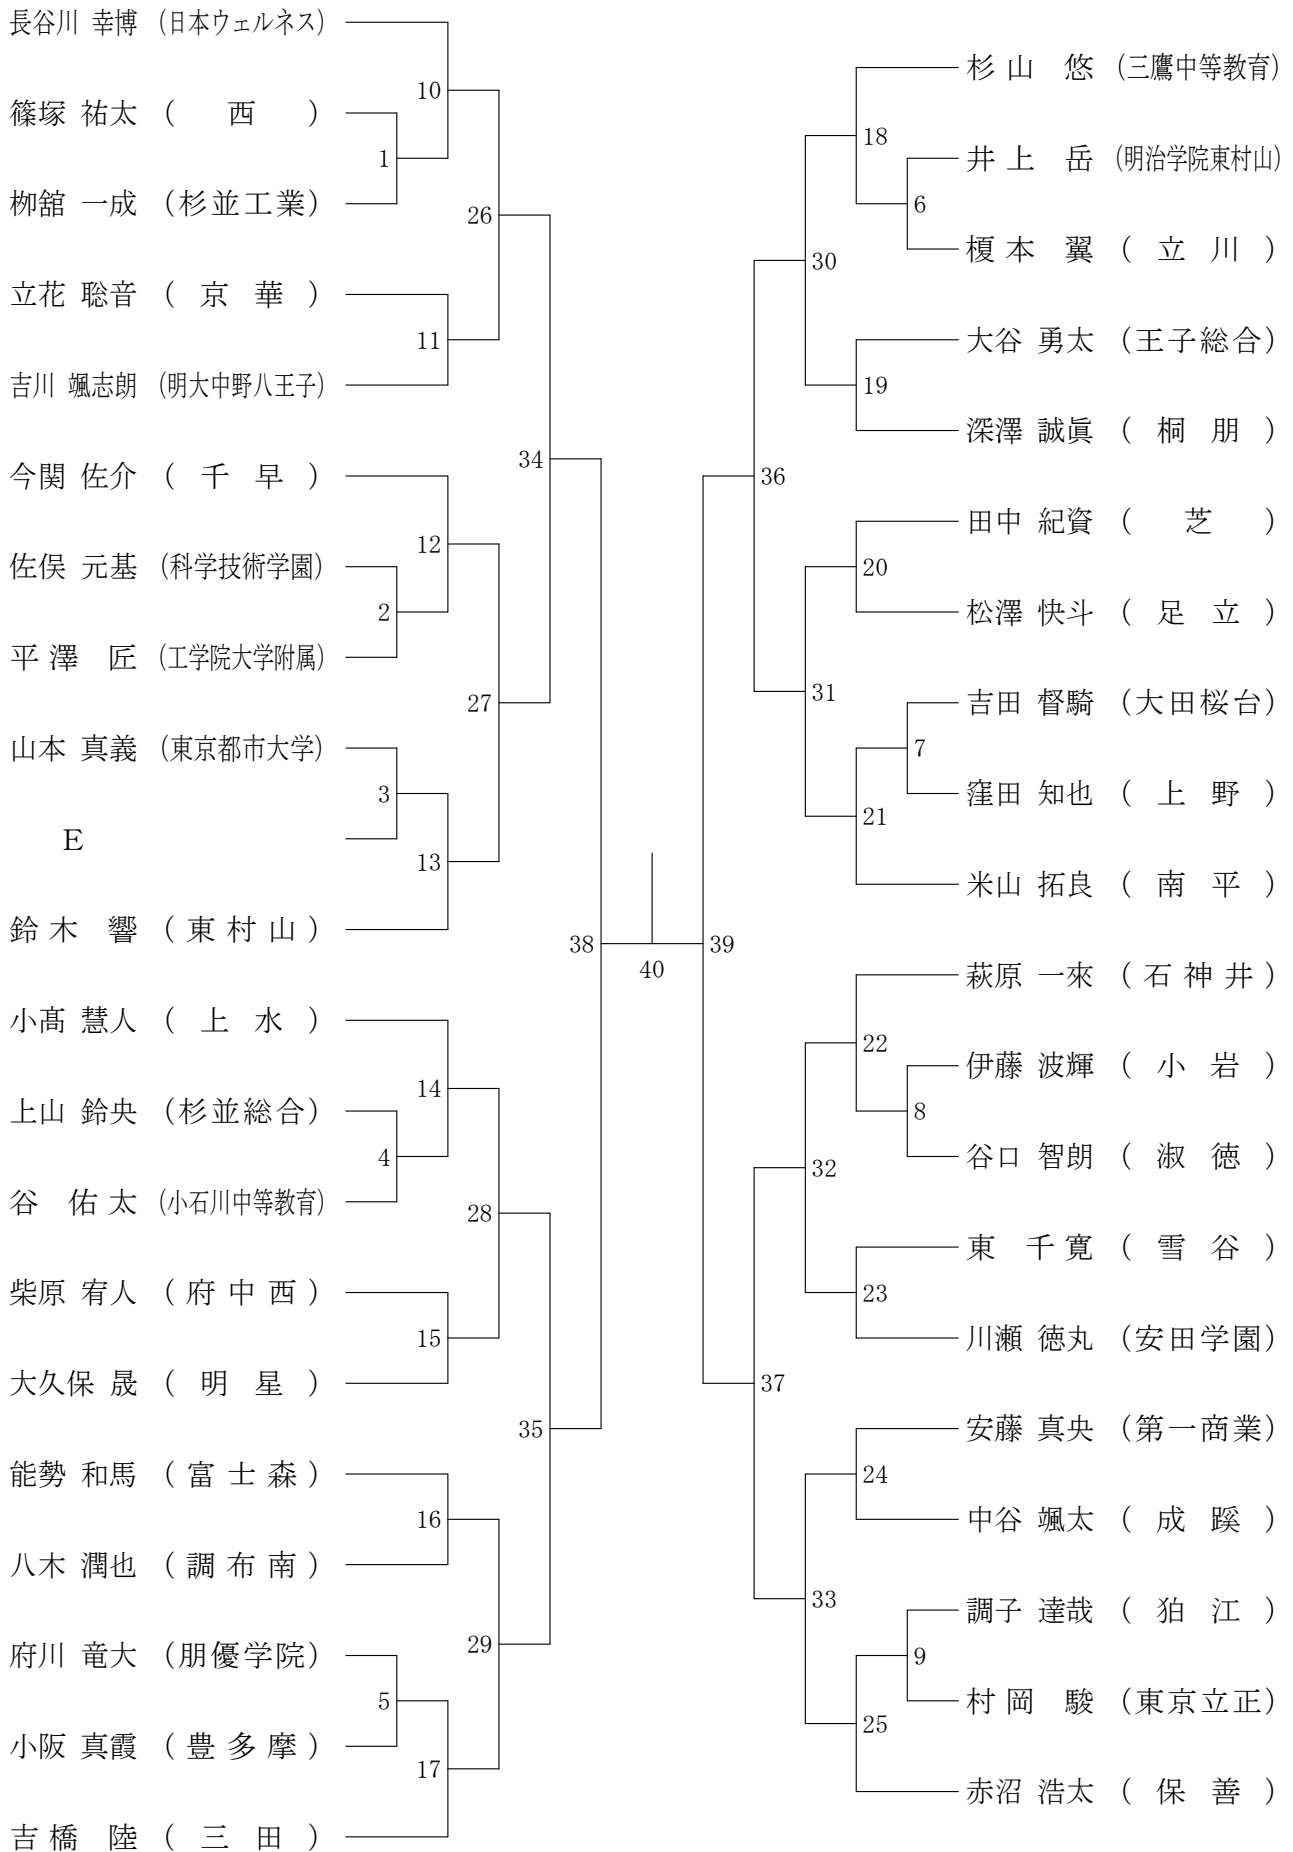 長谷川 幸博 (日本ウェルネス)
篠塚 祐太 ( 西 )
栁舘 一成 (杉並工業)
立花 聡音 ( 京 華 )
吉川 颯志朗 (明大中野八王子)
今関 佐介 ( 千 早 )
佐俣 元基 (科学技術学園)
平澤 匠 (工学院大学附属)
山本 真義 (東京都市大学)
E
鈴木 響 (東村山)
小髙 慧人 ( 上 水 )
上山 鈴央 (杉並総合)
谷 佑太 (小石川中等教育)
柴原 宥人 (府中西)
大久保 晟 ( 明 星 )
能勢 和馬 (富士森)
八木 潤也 (調布南)
府川 竜大 (朋優学院)
小阪 真霞 (豊多摩)
吉橋 陸 ( 三 田 )
1
2
3
4
5
10
11
12
13
14
15
16
17
26
27
28
29
34
35
38
40
39
36
37
30
31
32
33
18
19
20
21
22
23
24
25
6
7
8
9
杉山 悠 (三鷹中等教育)
井上 岳 (明治学院東村山)
榎本 翼 ( 立 川 )
大谷 勇太 (王子総合)
深澤 誠眞 ( 桐 朋 )
田中 紀資 ( 芝 )
松澤 快斗 ( 足 立 )
吉田 督騎 (大田桜台)
窪田 知也 ( 上 野 )
米山 拓良 ( 南 平 )
萩原 一來 (石神井)
伊藤 波輝 ( 小 岩 )
谷口 智朗 ( 淑 徳 )
東 千寛 ( 雪 谷 )
川瀬 徳丸 (安田学園)
安藤 真央 (第一商業)
中谷 颯太 ( 成 蹊 )
調子 達哉 ( 狛 江 )
村岡 駿 (東京立正)
赤沼 浩太 ( 保 善 )